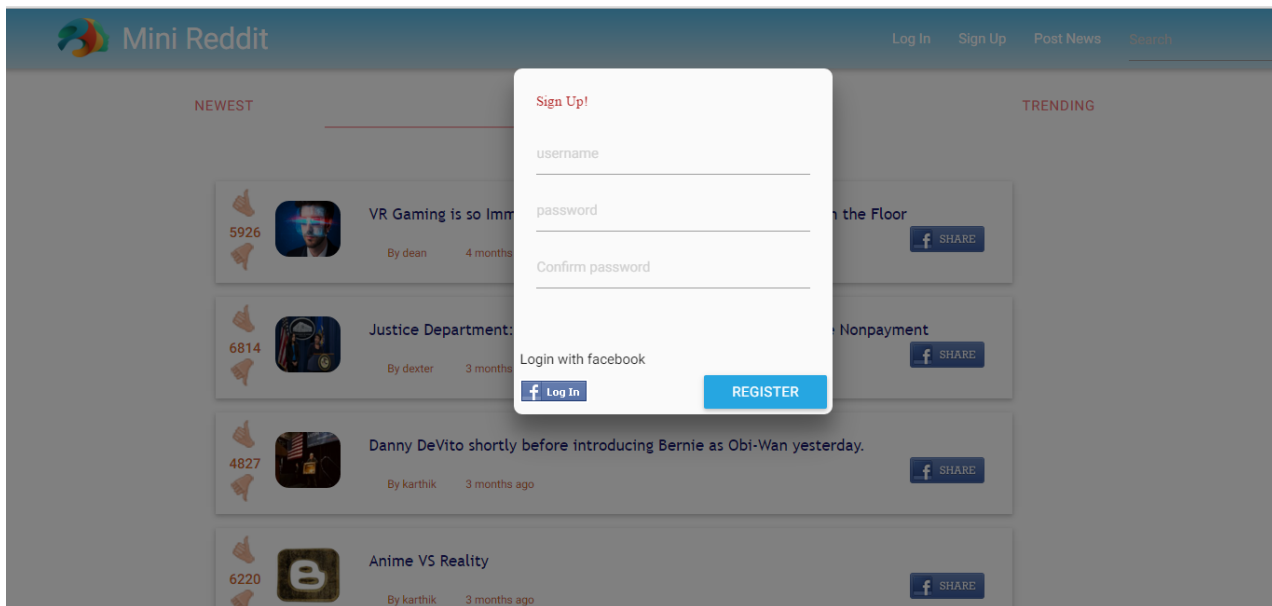 Mini Reddit
Log In Sign Up Post News Search
NEWEST
TRENDING
Sign Up!
username
password
Confirm password
Login with facebook
f Log In
REGISTER
5926
VR Gaming is so Imm
n the Floor
By dean 4 months
f SHARE
6814
Justice Department:
Nonpayment
By dexter 3 months
f SHARE
4827
Danny DeVito shortly before introducing Bernie as Obi-Wan yesterday.
By karthik 3 months ago
f SHARE
6220
Anime VS Reality
By karthik 3 months ago
f SHARE